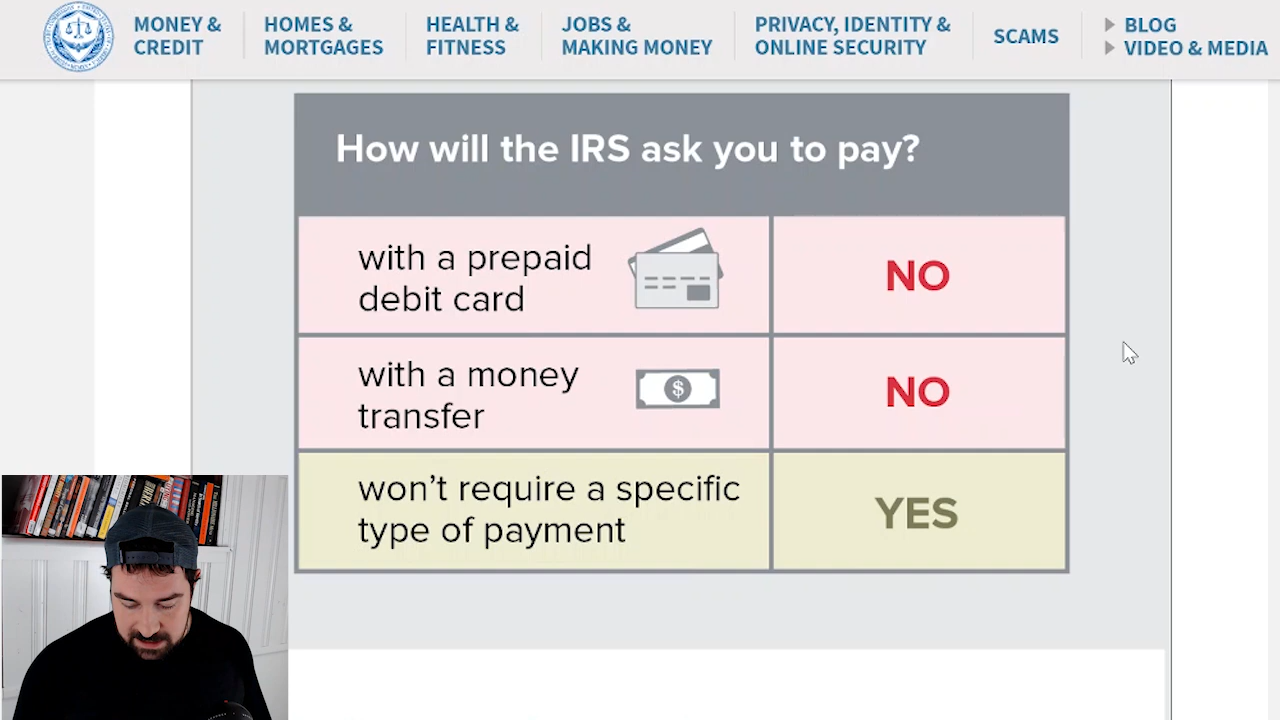 MONEY &
CREDIT
HOMES &
MORTGAGES
HEALTH &
FITNESS
JOBS &
MAKING MONEY
PRIVACY, IDENTITY &
ONLINE SECURITY
SCAMS
BLOG
VIDEO & MEDIA
How will the IRS ask you to pay?
with a prepaid
debit card
NO
with a money
transfer
$
NO
won’t require a specific
type of payment
YES